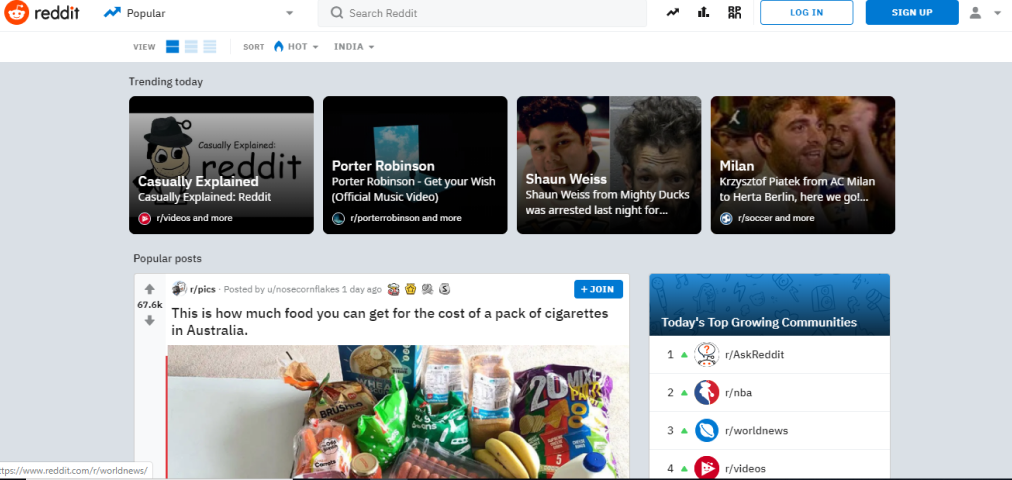 reddit
Popular
Search Reddit
LOG IN
SIGN UP
VIEW
SORT
HOT
INDIA
Trending today
Casually Explained:
reddit
Casually Explained
Casually Explained: Reddit
r/videos and more
Porter Robinson
Porter Robinson - Get your Wish
(Official Music Video)
r/porterrobinson and more
Shaun Weiss
Shaun Weiss from Mighty Ducks
was arrested last night for...
Milan
Krzysztof Piatek from AC Milan
to Herta Berlin, here we go!...
r/soccer and more
Popular posts
67.6k
r/pics · Posted by u/nosecornflakes 1 day ago
+ JOIN
This is how much food you can get for the cost of a pack of cigarettes
in Australia.
20 MIX
BRUSHED
Carrots
Today's Top Growing Communities
1 r/AskReddit
2 r/nba
3 r/worldnews
4 r/videos
ttps://www.reddit.com/r/worldnews/